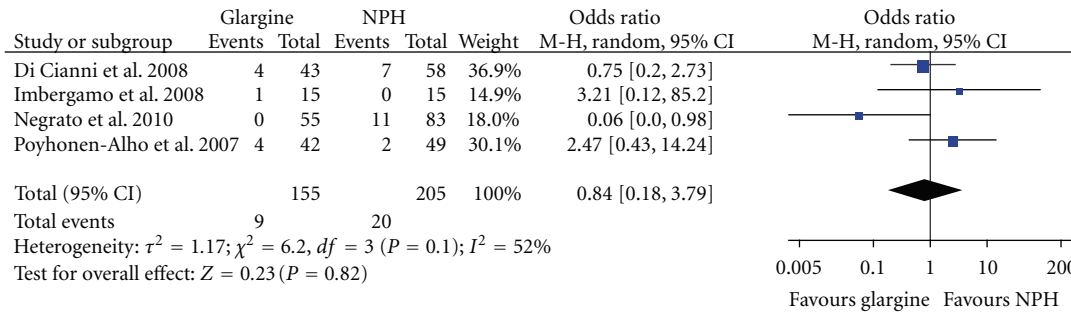 Glargine NPH Odds ratio Odds ratio
Study or subgroup Events Total Events Total Weight M-H, random, 95% CI M-H, random, 95% CI
Di Cianni et al. 2008 4 43 7 58 36.9% 0.75 [0.2, 2.73]
Imbergamo et al. 2008 1 15 0 15 14.9% 3.21 [0.12, 85.2]
Negrato et al. 2010 0 55 11 83 18.0% 0.06 [0.0, 0.98]
Poyhonen-Alho et al. 2007 4 42 2 49 30.1% 2.47 [0.43, 14.24]
Total (95% CI) 155 205 100% 0.84 [0.18, 3.79]
Total events 9 20
Heterogeneity: τ² = 1.17; χ² = 6.2, df = 3 (P = 0.1); I² = 52%
Test for overall effect: Z = 0.23 (P = 0.82)
0.005 0.1 1 10 200
Favours glargine Favours NPH